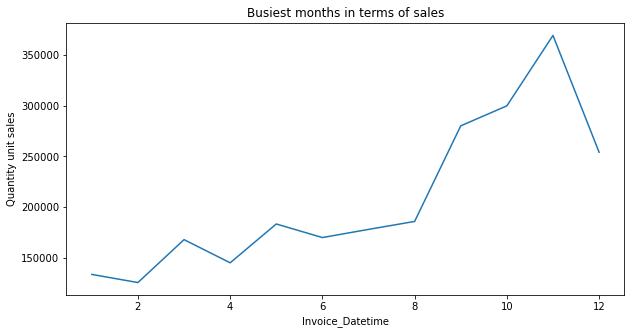 Busiest months in terms of sales
350000
300000
250000
200000
150000
Quantity unit sales
2 4 6 8 10 12
Invoice_Datetime